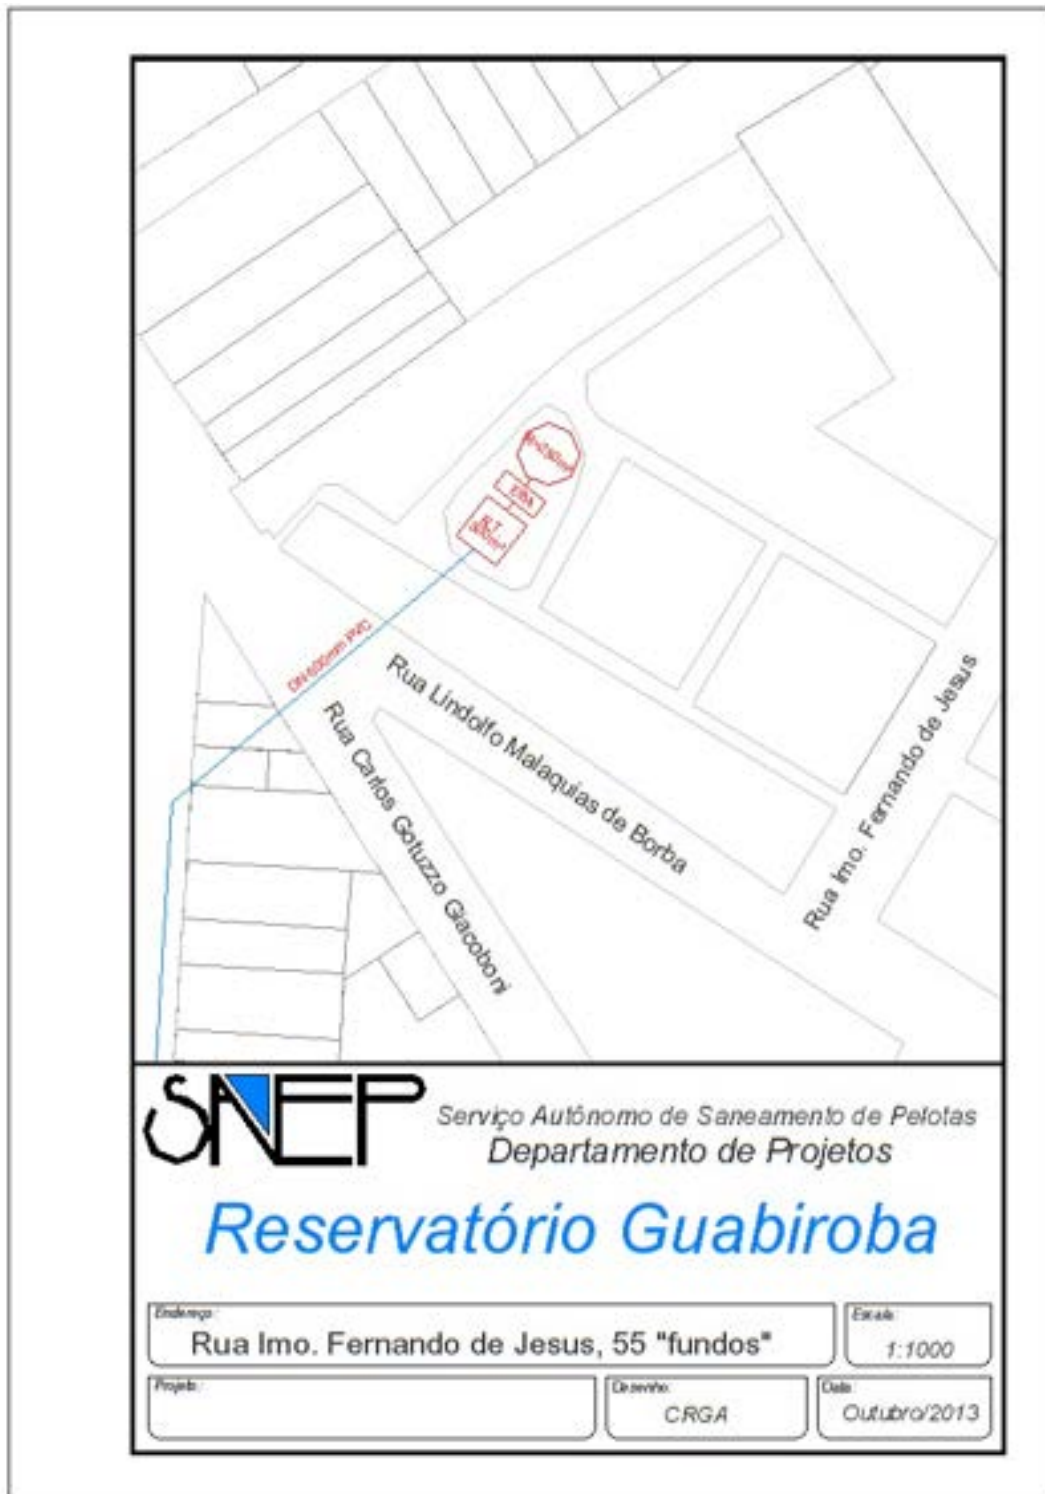 DN 600mm PVC
Rua Lindolfo Malaquias de Borba
Rua Carlos Gotuzzo Giacoboni
Rua Imo. Fernando de Jesus
SANEP
Serviço Autônomo de Saneamento de Pelotas
Departamento de Projetos
Reservatório Guabiroba
Endereço:
Rua Imo. Fernando de Jesus, 55 "fundos"
Escala:
1:1000
Projeto:
Desenho:
CRGA
Data:
Outubro/2013